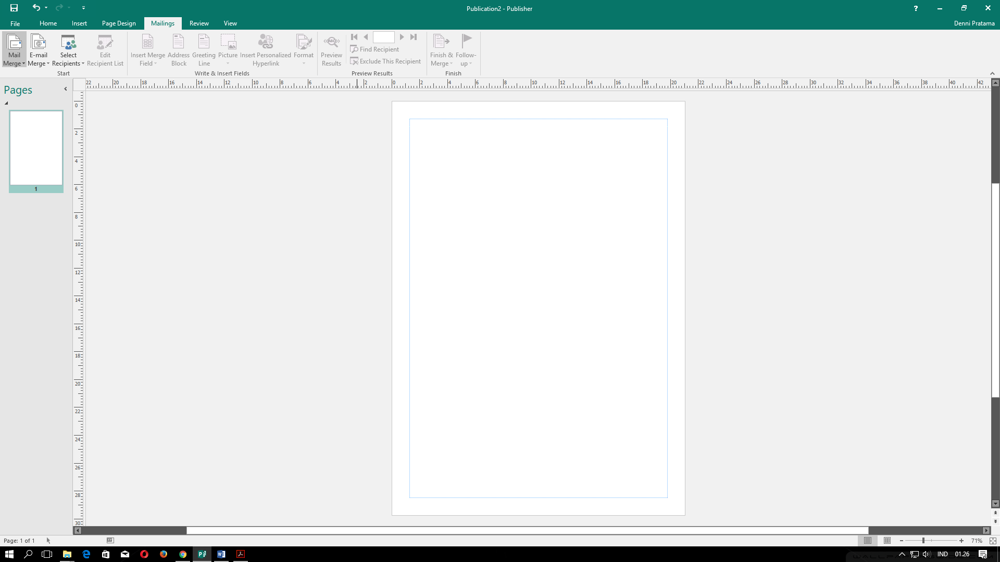 Publication2 - Publisher
?
File Home Insert Page Design Mailings Review View Denni Pratama
Mail Merge
E-mail Merge
Select Recipients
Edit Recipient List
Start
Insert Merge Field
Address Block
Greeting Line
Picture
Insert Personalized Hyperlink
Format
Write & Insert Fields
Preview Results
Find Recipient
Exclude This Recipient
Preview Results
Finish & Merge
Follow-up
Finish
Pages
1
22 20 18 16 14 12 10 8 6 4 2 0 2 4 6 8 10 12 14 16 18 20 22 24 26 28 30 32 34 36 38 40 42
0
2
4
6
8
10
12
14
16
18
20
22
24
26
28
30
Page: 1 of 1
71%
IND 01.26